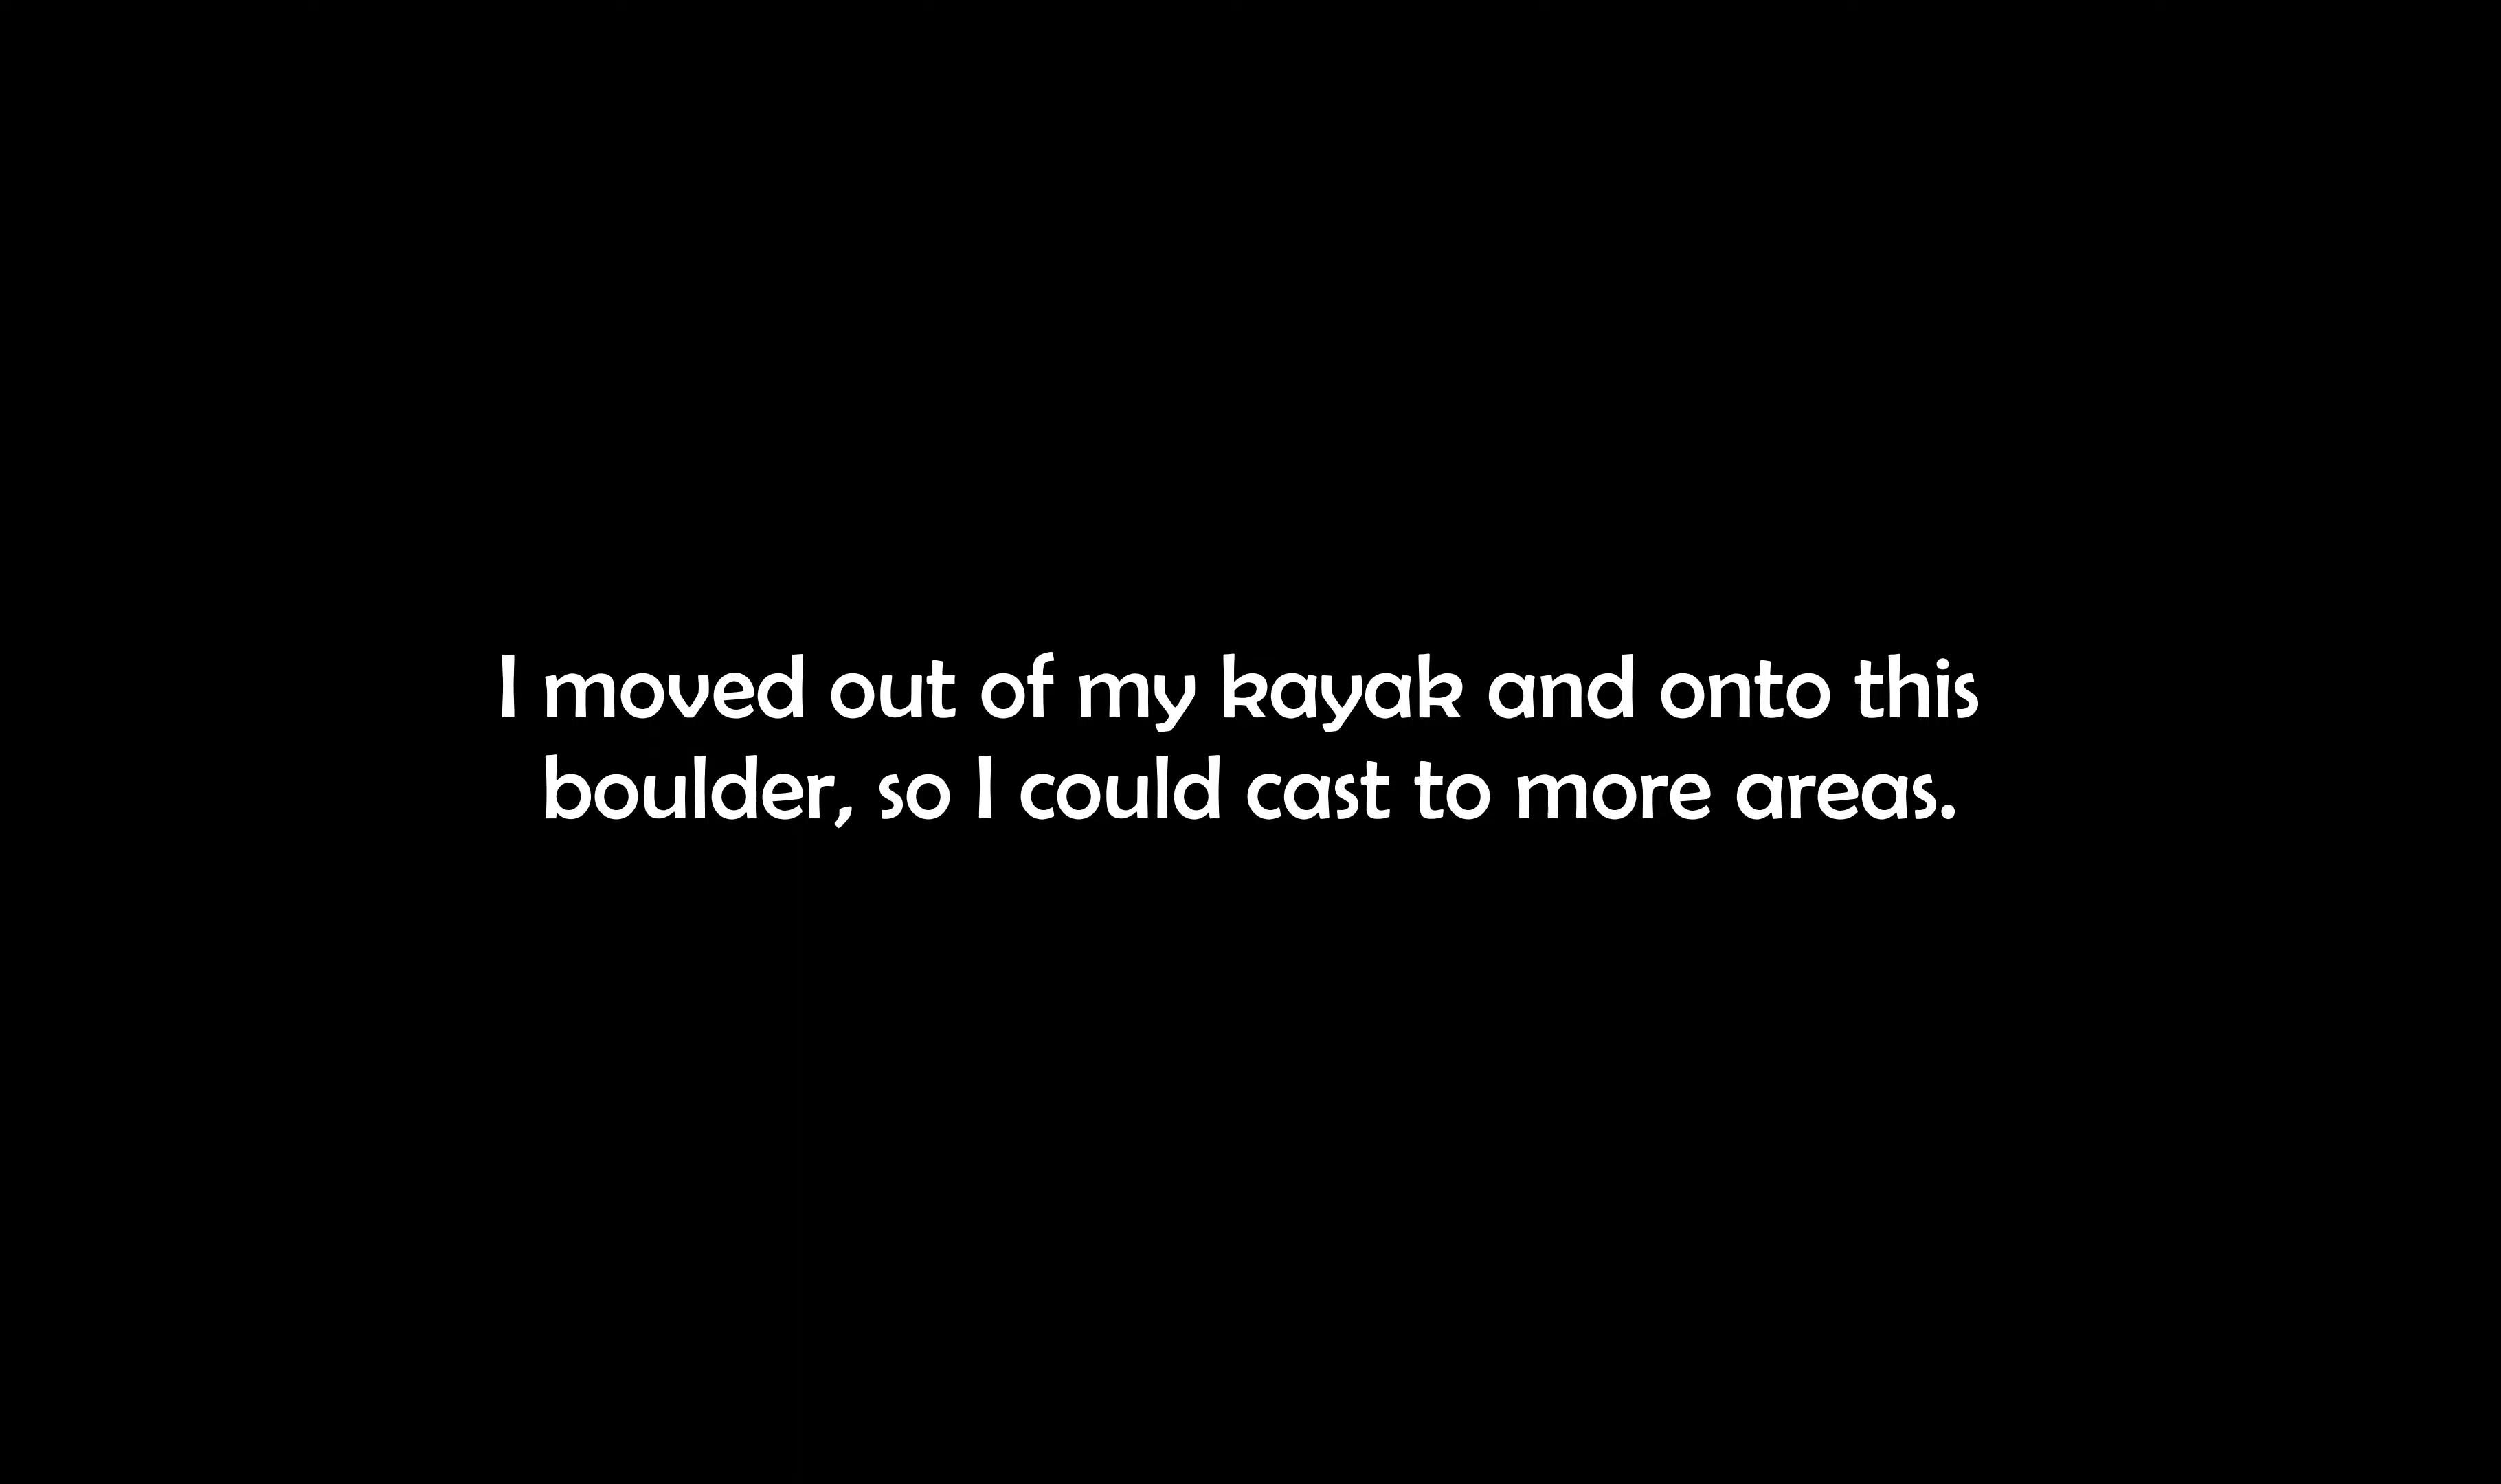 I moved out of my kayak and onto this
boulder, so I could cast to more areas.